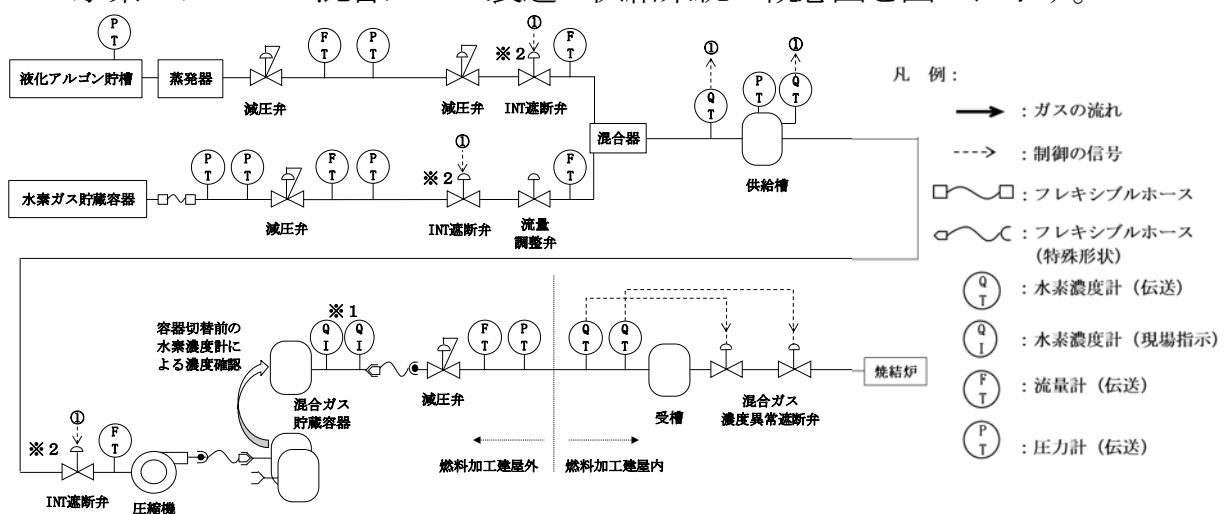 P
T
F
T
P
T
※2
①
F
T
①
①
液化アルゴン貯槽
蒸発器
Q
T
P
T
Q
T
減圧弁
減圧弁
INT遮断弁
混合器
供給槽
P
T
P
T
F
T
P
T
※2
①
F
T
水素ガス貯蔵容器
減圧弁
INT遮断弁
流量
調整弁
凡 例:
:ガスの流れ
:制御の信号
:フレキシブルホース
:フレキシブルホース
(特殊形状)
Q
T
:水素濃度計(伝送)
Q
I
:水素濃度計(現場指示)
F
T
:流量計(伝送)
P
T
:圧力計(伝送)
容器切替前の
水素濃度計に
よる濃度確認
※1
Q
I
Q
I
F
T
P
T
Q
T
Q
T
混合ガス
貯蔵容器
減圧弁
受槽
混合ガス
濃度異常遮断弁
焼結炉
燃料加工建屋外
燃料加工建屋内
※2
①
F
T
INT遮断弁
圧縮機